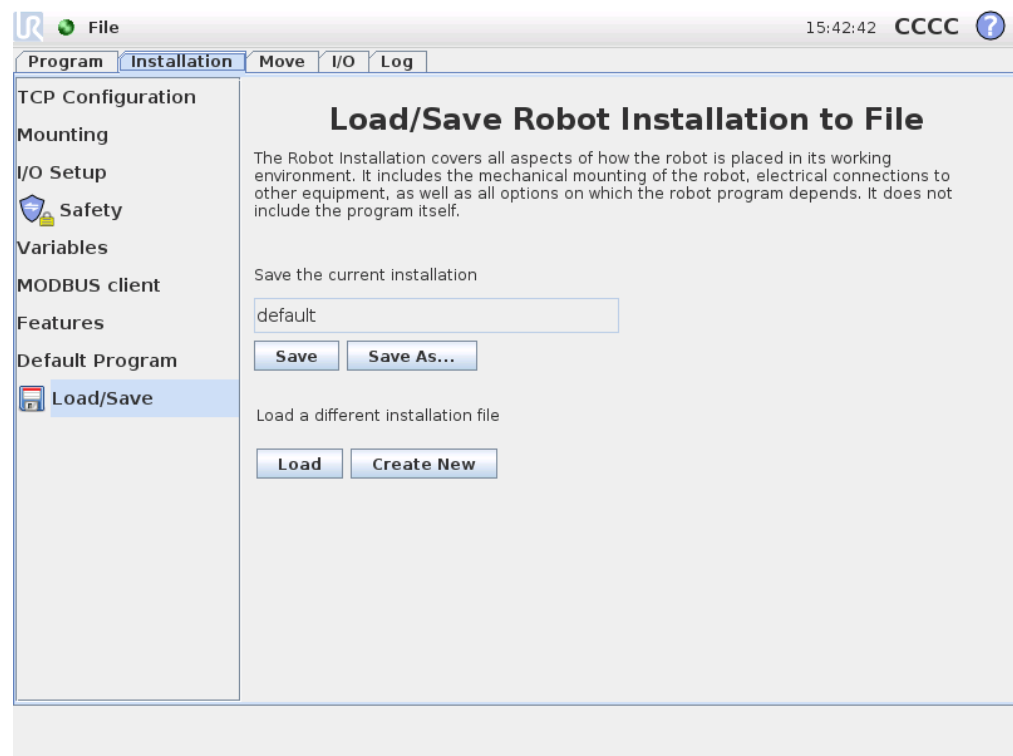 UR File 15:42:42 CCCC ?
Program Installation Move I/O Log
TCP Configuration
Mounting
I/O Setup
Safety
Variables
MODBUS client
Features
Default Program
Load/Save
Load/Save Robot Installation to File
The Robot Installation covers all aspects of how the robot is placed in its working
environment. It includes the mechanical mounting of the robot, electrical connections to
other equipment, as well as all options on which the robot program depends. It does not
include the program itself.
Save the current installation
default
Save Save As...
Load a different installation file
Load Create New